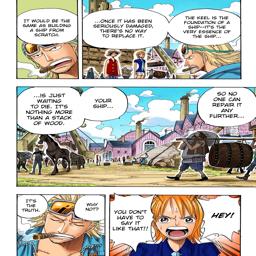 THE KEEL IS THE
FOUNDATION OF A
SHIP--IT'S THE
VERY ESSENCE OF
THE SHIP...
...ONCE IT HAS BEEN
SERIOUSLY DAMAGED,
THERE'S NO WAY
TO REPLACE IT.
IT WOULD BE THE
SAME AS BUILDING
A SHIP FROM
SCRATCH.
SO NO
ONE CAN
REPAIR IT
ANY
FURTHER...
YOUR
SHIP...
...IS JUST
WAITING
TO DIE. IT'S
NOTHING MORE
THAN A STACK
OF WOOD.
HEY!
YOU DON'T
HAVE TO SAY
IT LIKE
THAT!!
WHY
NOT?
IT'S
THE
TRUTH.